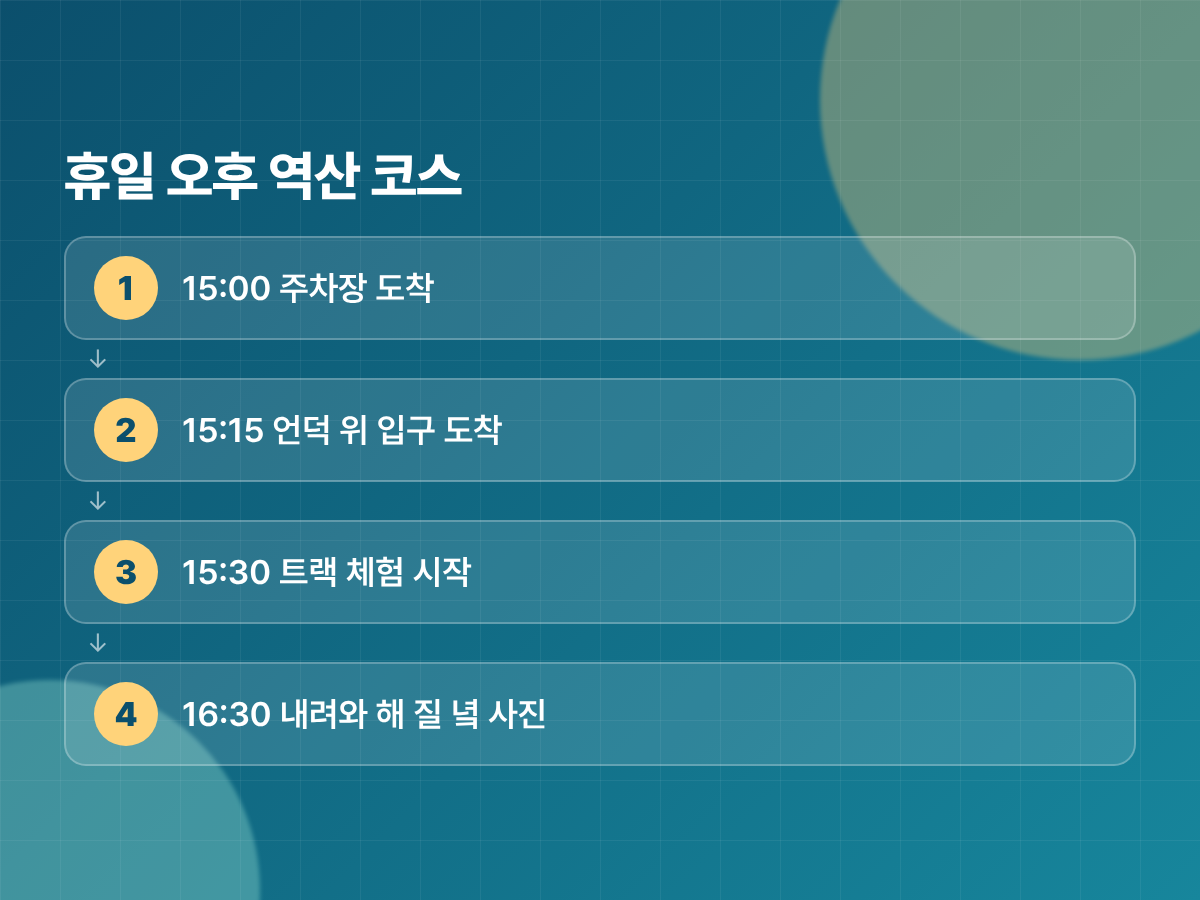 휴일 오후 역산 코스
1 15:00 주차장 도착
↓
2 15:15 언덕 위 입구 도착
↓
3 15:30 트랙 체험 시작
↓
4 16:30 내려와 해 질 녘 사진